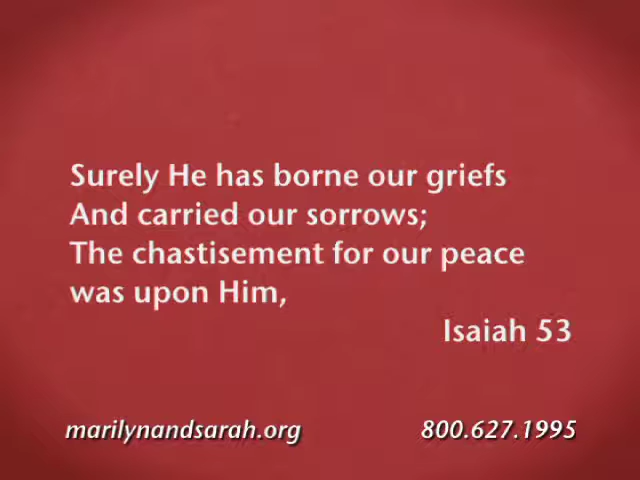 Surely He has borne our griefs
And carried our sorrows;
The chastisement for our peace
was upon Him,
Isaiah 53
marilynandsarah.org 800.627.1995